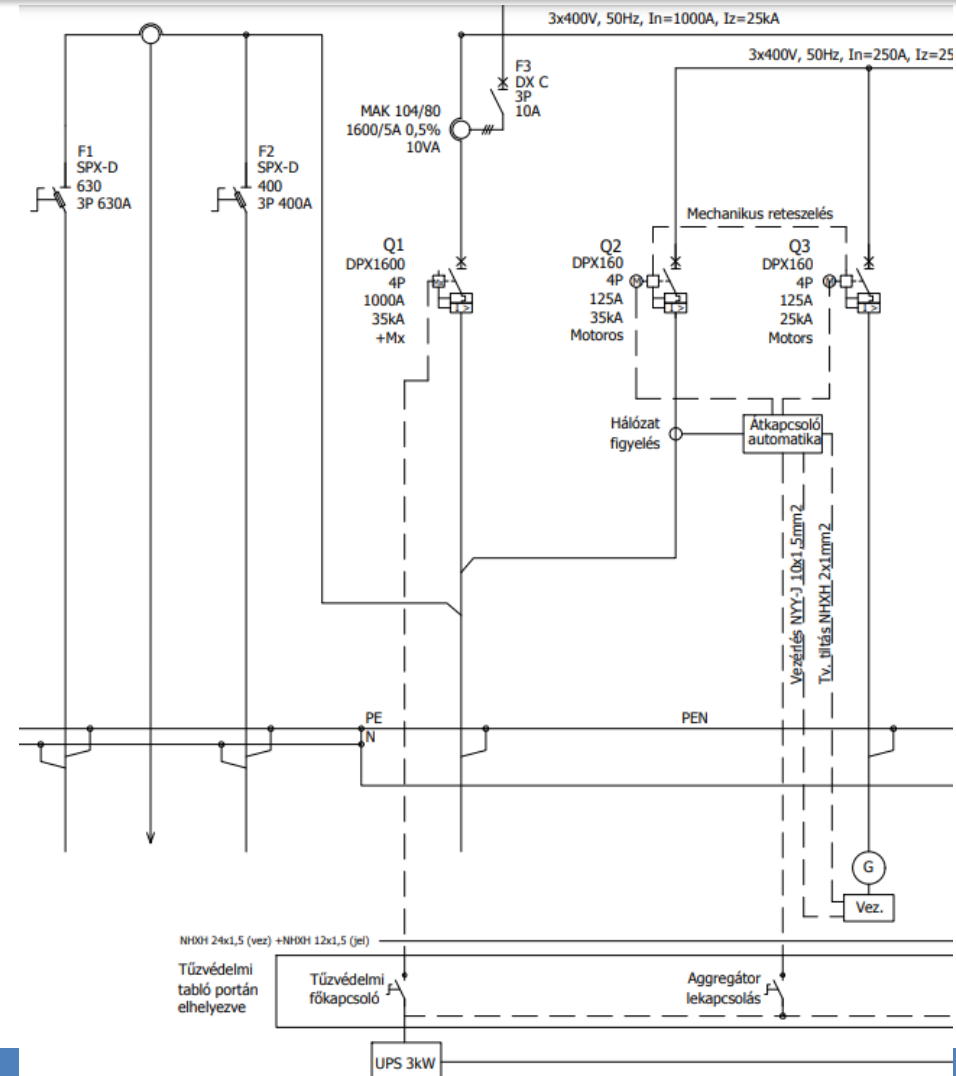 3x400V, 50Hz, In=1000A, Iz=25kA
3x400V, 50Hz, In=250A, Iz=25
F3
DX C
3P
10A
MAK 104/80
1600/5A 0,5%
10VA
F1
SPX-D
630
3P 630A
F2
SPX-D
400
3P 400A
Mechanikus reteszelés
Q1
DPX1600
4P
1000A
35kA
+Mx
Q2
DPX160
4P
125A
35kA
Motoros
M
Q3
DPX160
4P
125A
25kA
Motors
M
Hálózat
figyelés
Átkapcsoló
automatika
Vezérlés NYY-J 10x1,5mm2
Tv. tiltás NHXH 2x1mm2
PE
N
PEN
G
Vez.
NHXH 24x1,5 (vez) +NHXH 12x1,5 (jel)
Tűzvédelmi
tabló portán
elhelyezve
Tűzvédelmi
főkapcsoló
Aggregátor
lekapcsolás
UPS 3kW